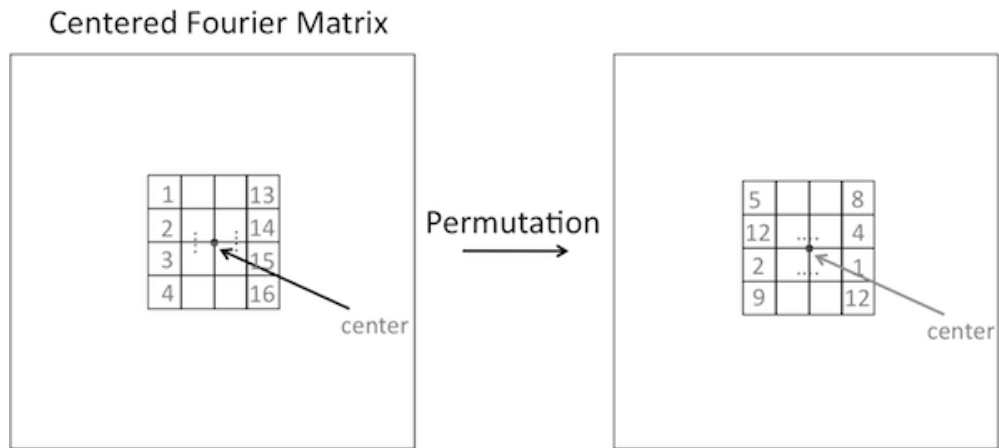 Centered Fourier Matrix
1 13
2 14
3 15
4 16
center
Permutation
5 8
12 .... 4
2 .... 1
9 12
center